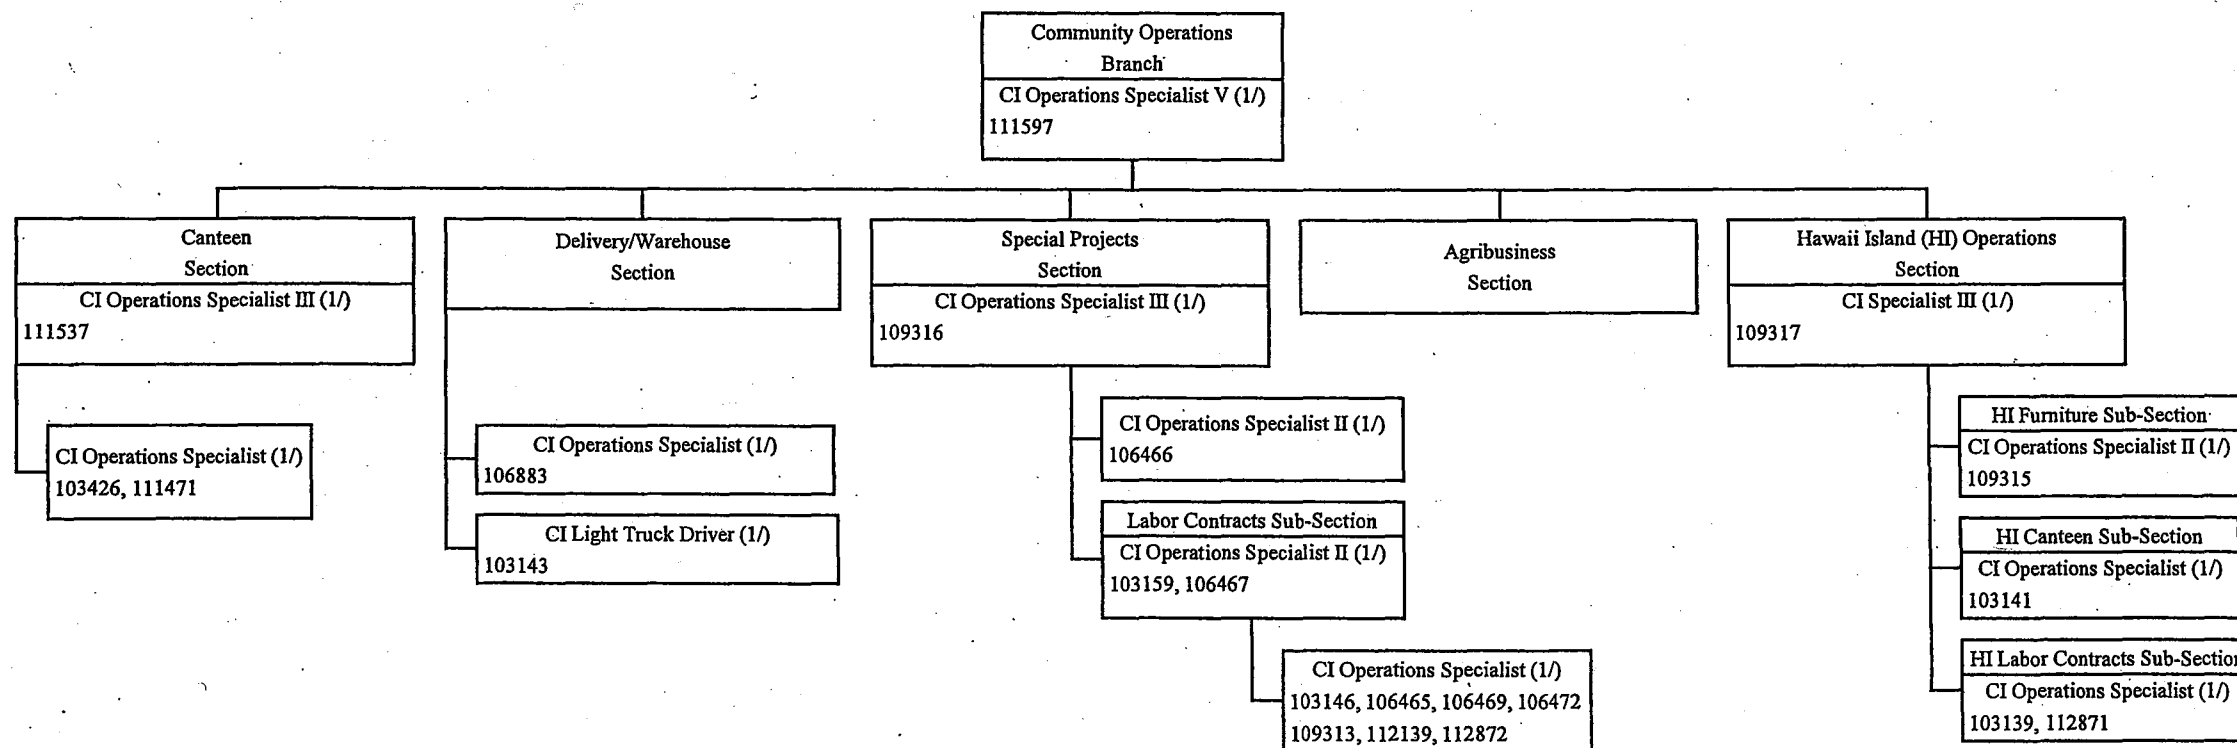 Community Operations
Branch
CI Operations Specialist V (1/)
111597
Canteen
Section
CI Operations Specialist III (1/)
111537
CI Operations Specialist (1/)
103426, 111471
Delivery/Warehouse
Section
CI Operations Specialist (1/)
106883
CI Light Truck Driver (1/)
103143
Special Projects
Section
CI Operations Specialist III (1/)
109316
CI Operations Specialist II (1/)
106466
Labor Contracts Sub-Section
CI Operations Specialist II (1/)
103159, 106467
CI Operations Specialist (1/)
103146, 106465, 106469, 106472
109313, 112139, 112872
Agribusiness
Section
Hawaii Island (HI) Operations
Section
CI Specialist III (1/)
109317
HI Furniture Sub-Section
CI Operations Specialist II (1/)
109315
HI Canteen Sub-Section
CI Operations Specialist (1/)
103141
HI Labor Contracts Sub-Section
CI Operations Specialist (1/)
103139, 112871